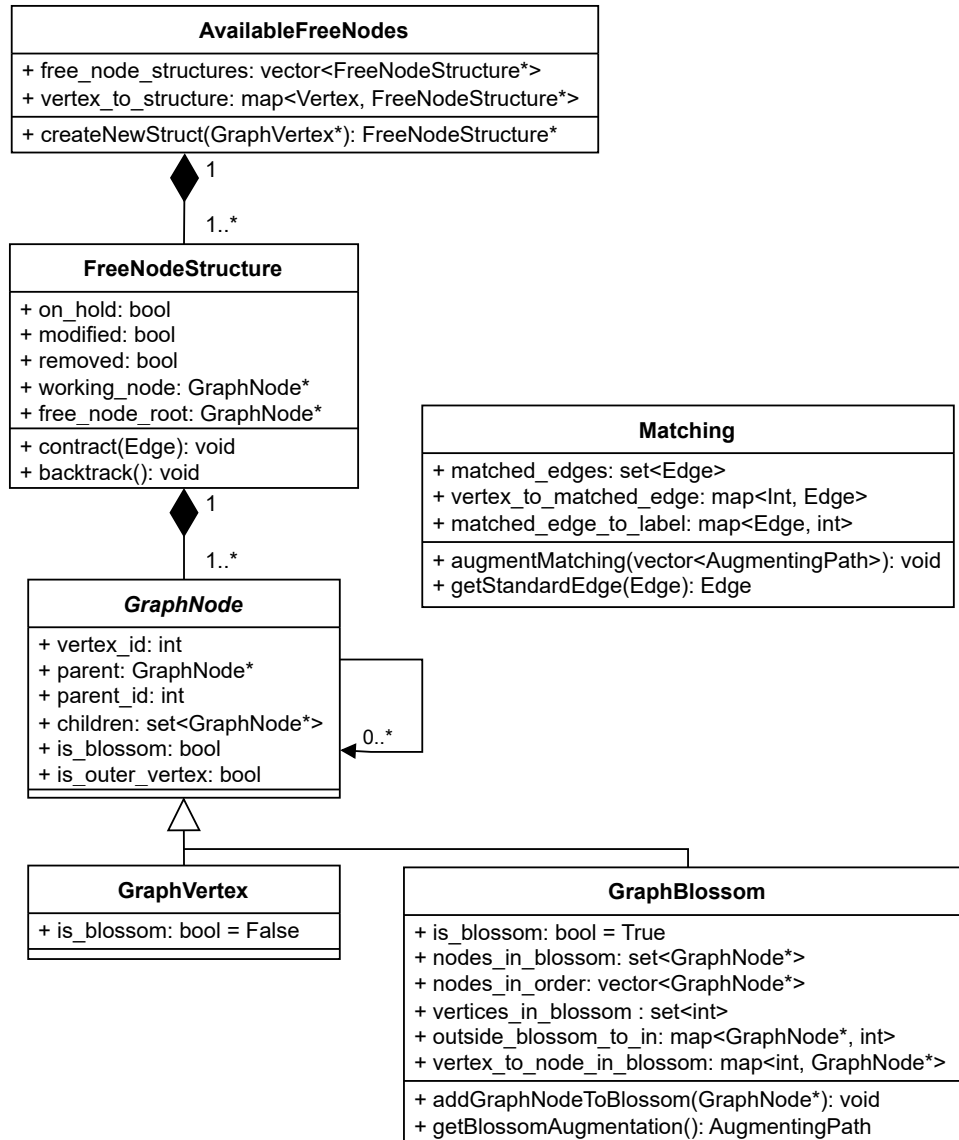 AvailableFreeNodes
+ free_node_structures: vector<FreeNodeStructure*>
+ vertex_to_structure: map<Vertex, FreeNodeStructure*>
+ createNewStruct(GraphVertex*): FreeNodeStructure*
1
1..*
FreeNodeStructure
+ on_hold: bool
+ modified: bool
+ removed: bool
+ working_node: GraphNode*
+ free_node_root: GraphNode*
+ contract(Edge): void
+ backtrack(): void
Matching
+ matched_edges: set<Edge>
+ vertex_to_matched_edge: map<Int, Edge>
+ matched_edge_to_label: map<Edge, int>
+ augmentMatching(vector<AugmentingPath>): void
+ getStandardEdge(Edge): Edge
1
1..*
GraphNode
+ vertex_id: int
+ parent: GraphNode*
+ parent_id: int
+ children: set<GraphNode*>
+ is_blossom: bool
+ is_outer_vertex: bool
0..*
GraphVertex
+ is_blossom: bool = False
GraphBlossom
+ is_blossom: bool = True
+ nodes_in_blossom: set<GraphNode*>
+ nodes_in_order: vector<GraphNode*>
+ vertices_in_blossom : set<int>
+ outside_blossom_to_in: map<GraphNode*, int>
+ vertex_to_node_in_blossom: map<int, GraphNode*>
+ addGraphNodeToBlossom(GraphNode*): void
+ getBlossomAugmentation(): AugmentingPath